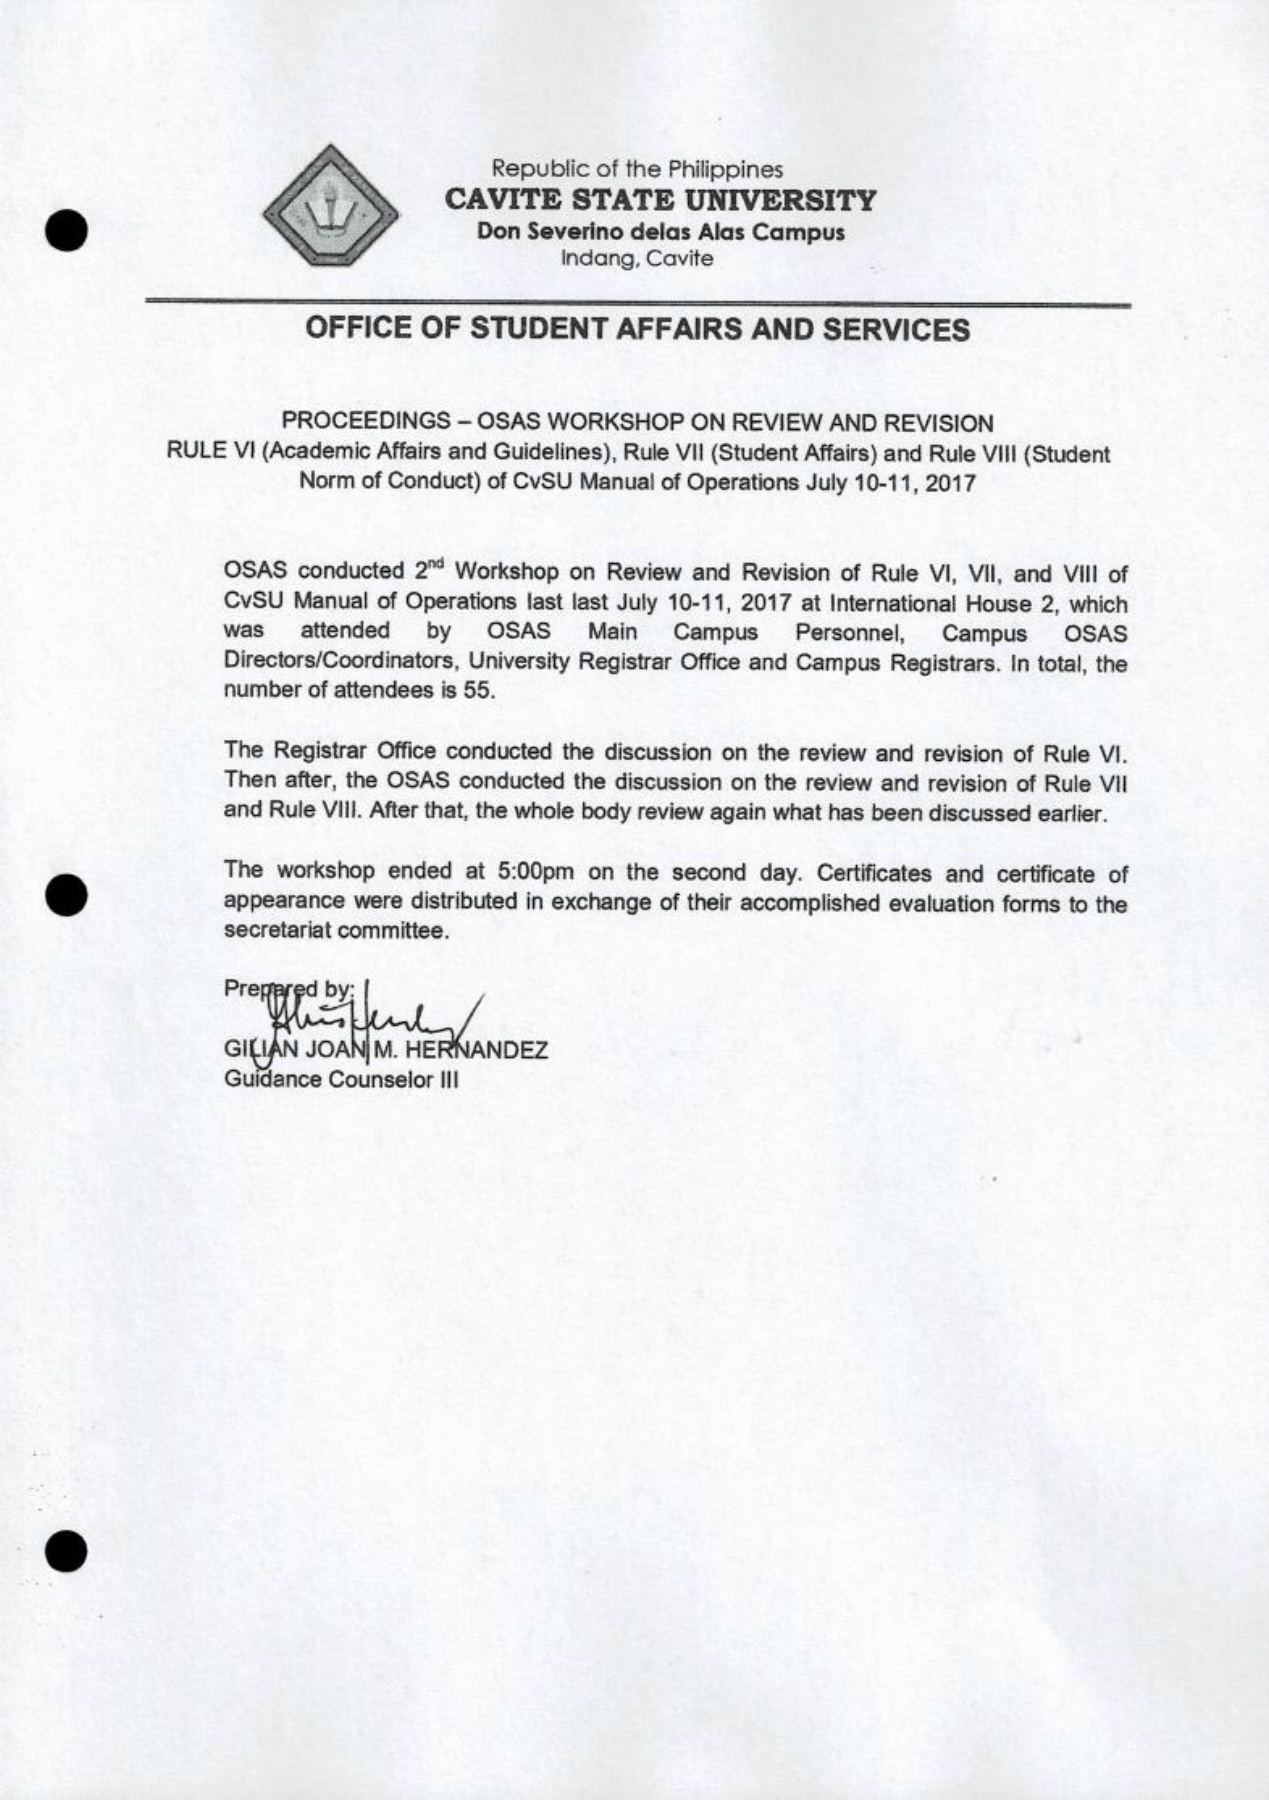 Republic of the Philippines
CAVITE STATE UNIVERSITY
Don Severino delas Alas Campus
Indang, Cavite
OFFICE OF STUDENT AFFAIRS AND SERVICES
PROCEEDINGS – OSAS WORKSHOP ON REVIEW AND REVISION
RULE VI (Academic Affairs and Guidelines), Rule VII (Student Affairs) and Rule VIII (Student
Norm of Conduct) of CvSU Manual of Operations July 10-11, 2017
OSAS conducted 2nd Workshop on Review and Revision of Rule VI, VII, and VIII of
CvSU Manual of Operations last last July 10-11, 2017 at International House 2, which
was attended by OSAS Main Campus Personnel, Campus OSAS
Directors/Coordinators, University Registrar Office and Campus Registrars. In total, the
number of attendees is 55.
The Registrar Office conducted the discussion on the review and revision of Rule VI.
Then after, the OSAS conducted the discussion on the review and revision of Rule VII
and Rule VIII. After that, the whole body review again what has been discussed earlier.
The workshop ended at 5:00pm on the second day. Certificates and certificate of
appearance were distributed in exchange of their accomplished evaluation forms to the
secretariat committee.
Prepared by:
GILIAN JOAN M. HERNANDEZ
Guidance Counselor III